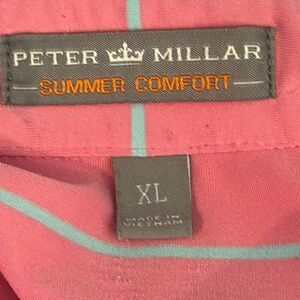 PETER MILLAR
SUMMER COMFORT
XL
MADE IN
VIETNAM